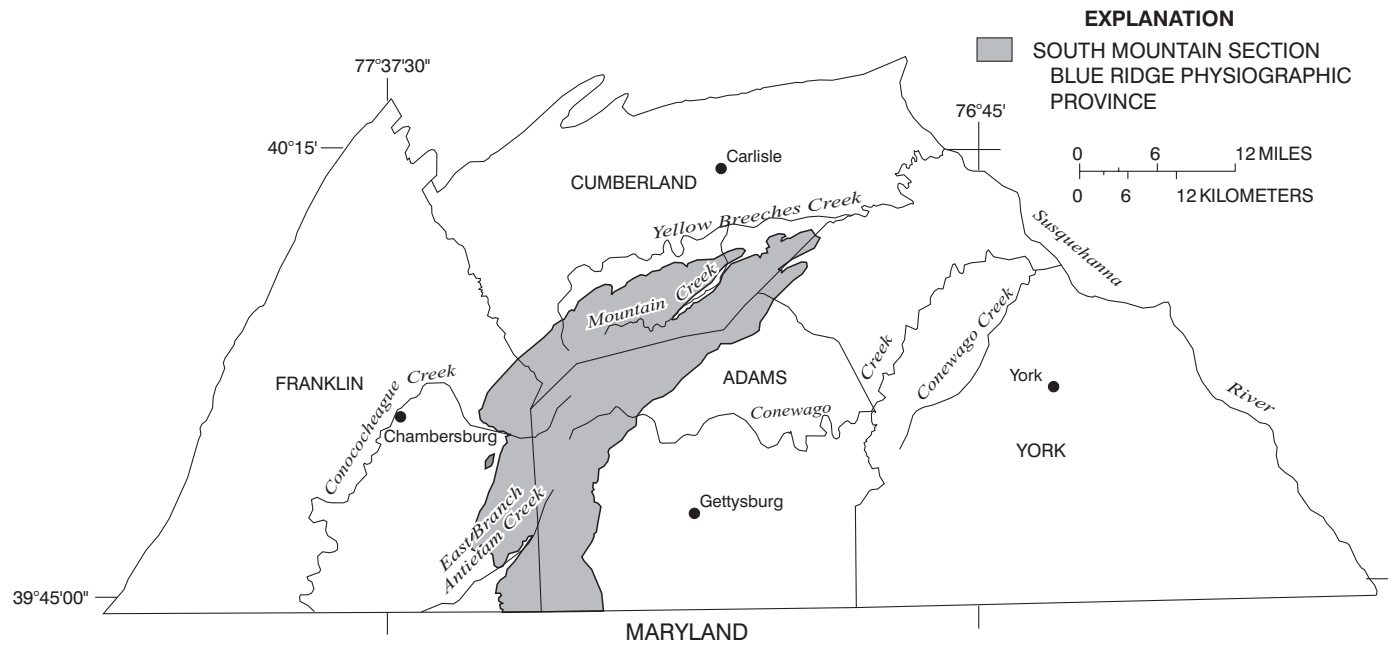 EXPLANATION
SOUTH MOUNTAIN SECTION
BLUE RIDGE PHYSIOGRAPHIC
PROVINCE
77°37'30"
76°45'
40°15'
0 6 12 MILES
0 6 12 KILOMETERS
Carlisle
CUMBERLAND
Yellow Breeches Creek
Susquehanna
Mountain Creek
Conewago Creek
Creek
FRANKLIN
Conococheague Creek
ADAMS
York
River
Conewago
Chambersburg
YORK
Gettysburg
East Branch
Antietam Creek
39°45'00"
MARYLAND